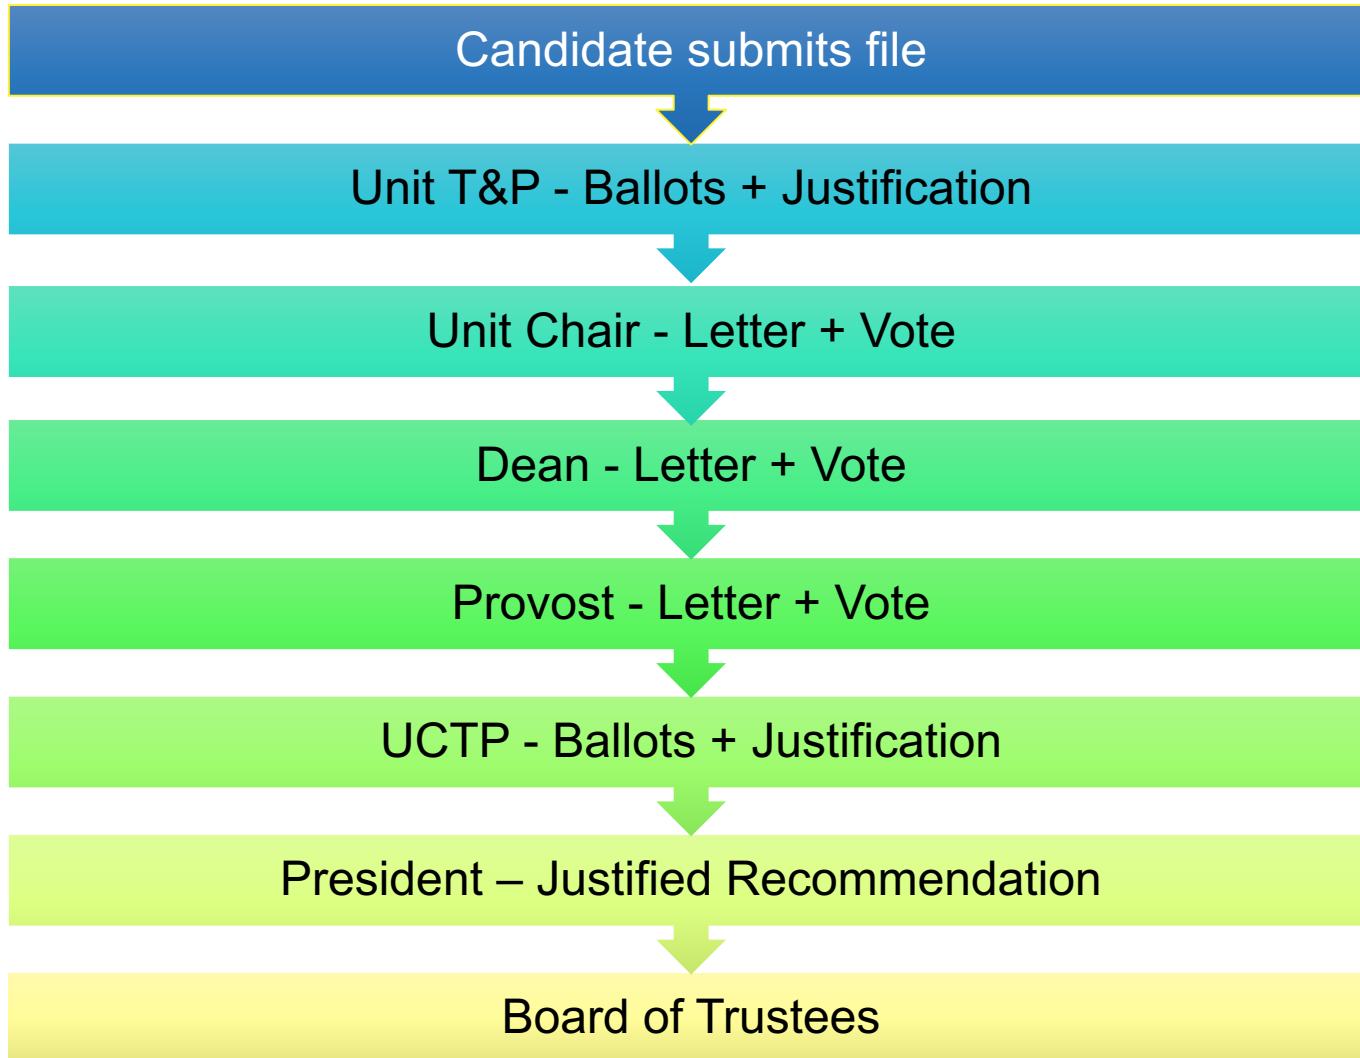 Candidate submits file
Unit T&P - Ballots + Justification
Unit Chair - Letter + Vote
Dean - Letter + Vote
Provost - Letter + Vote
UCTP - Ballots + Justification
President – Justified Recommendation
Board of Trustees